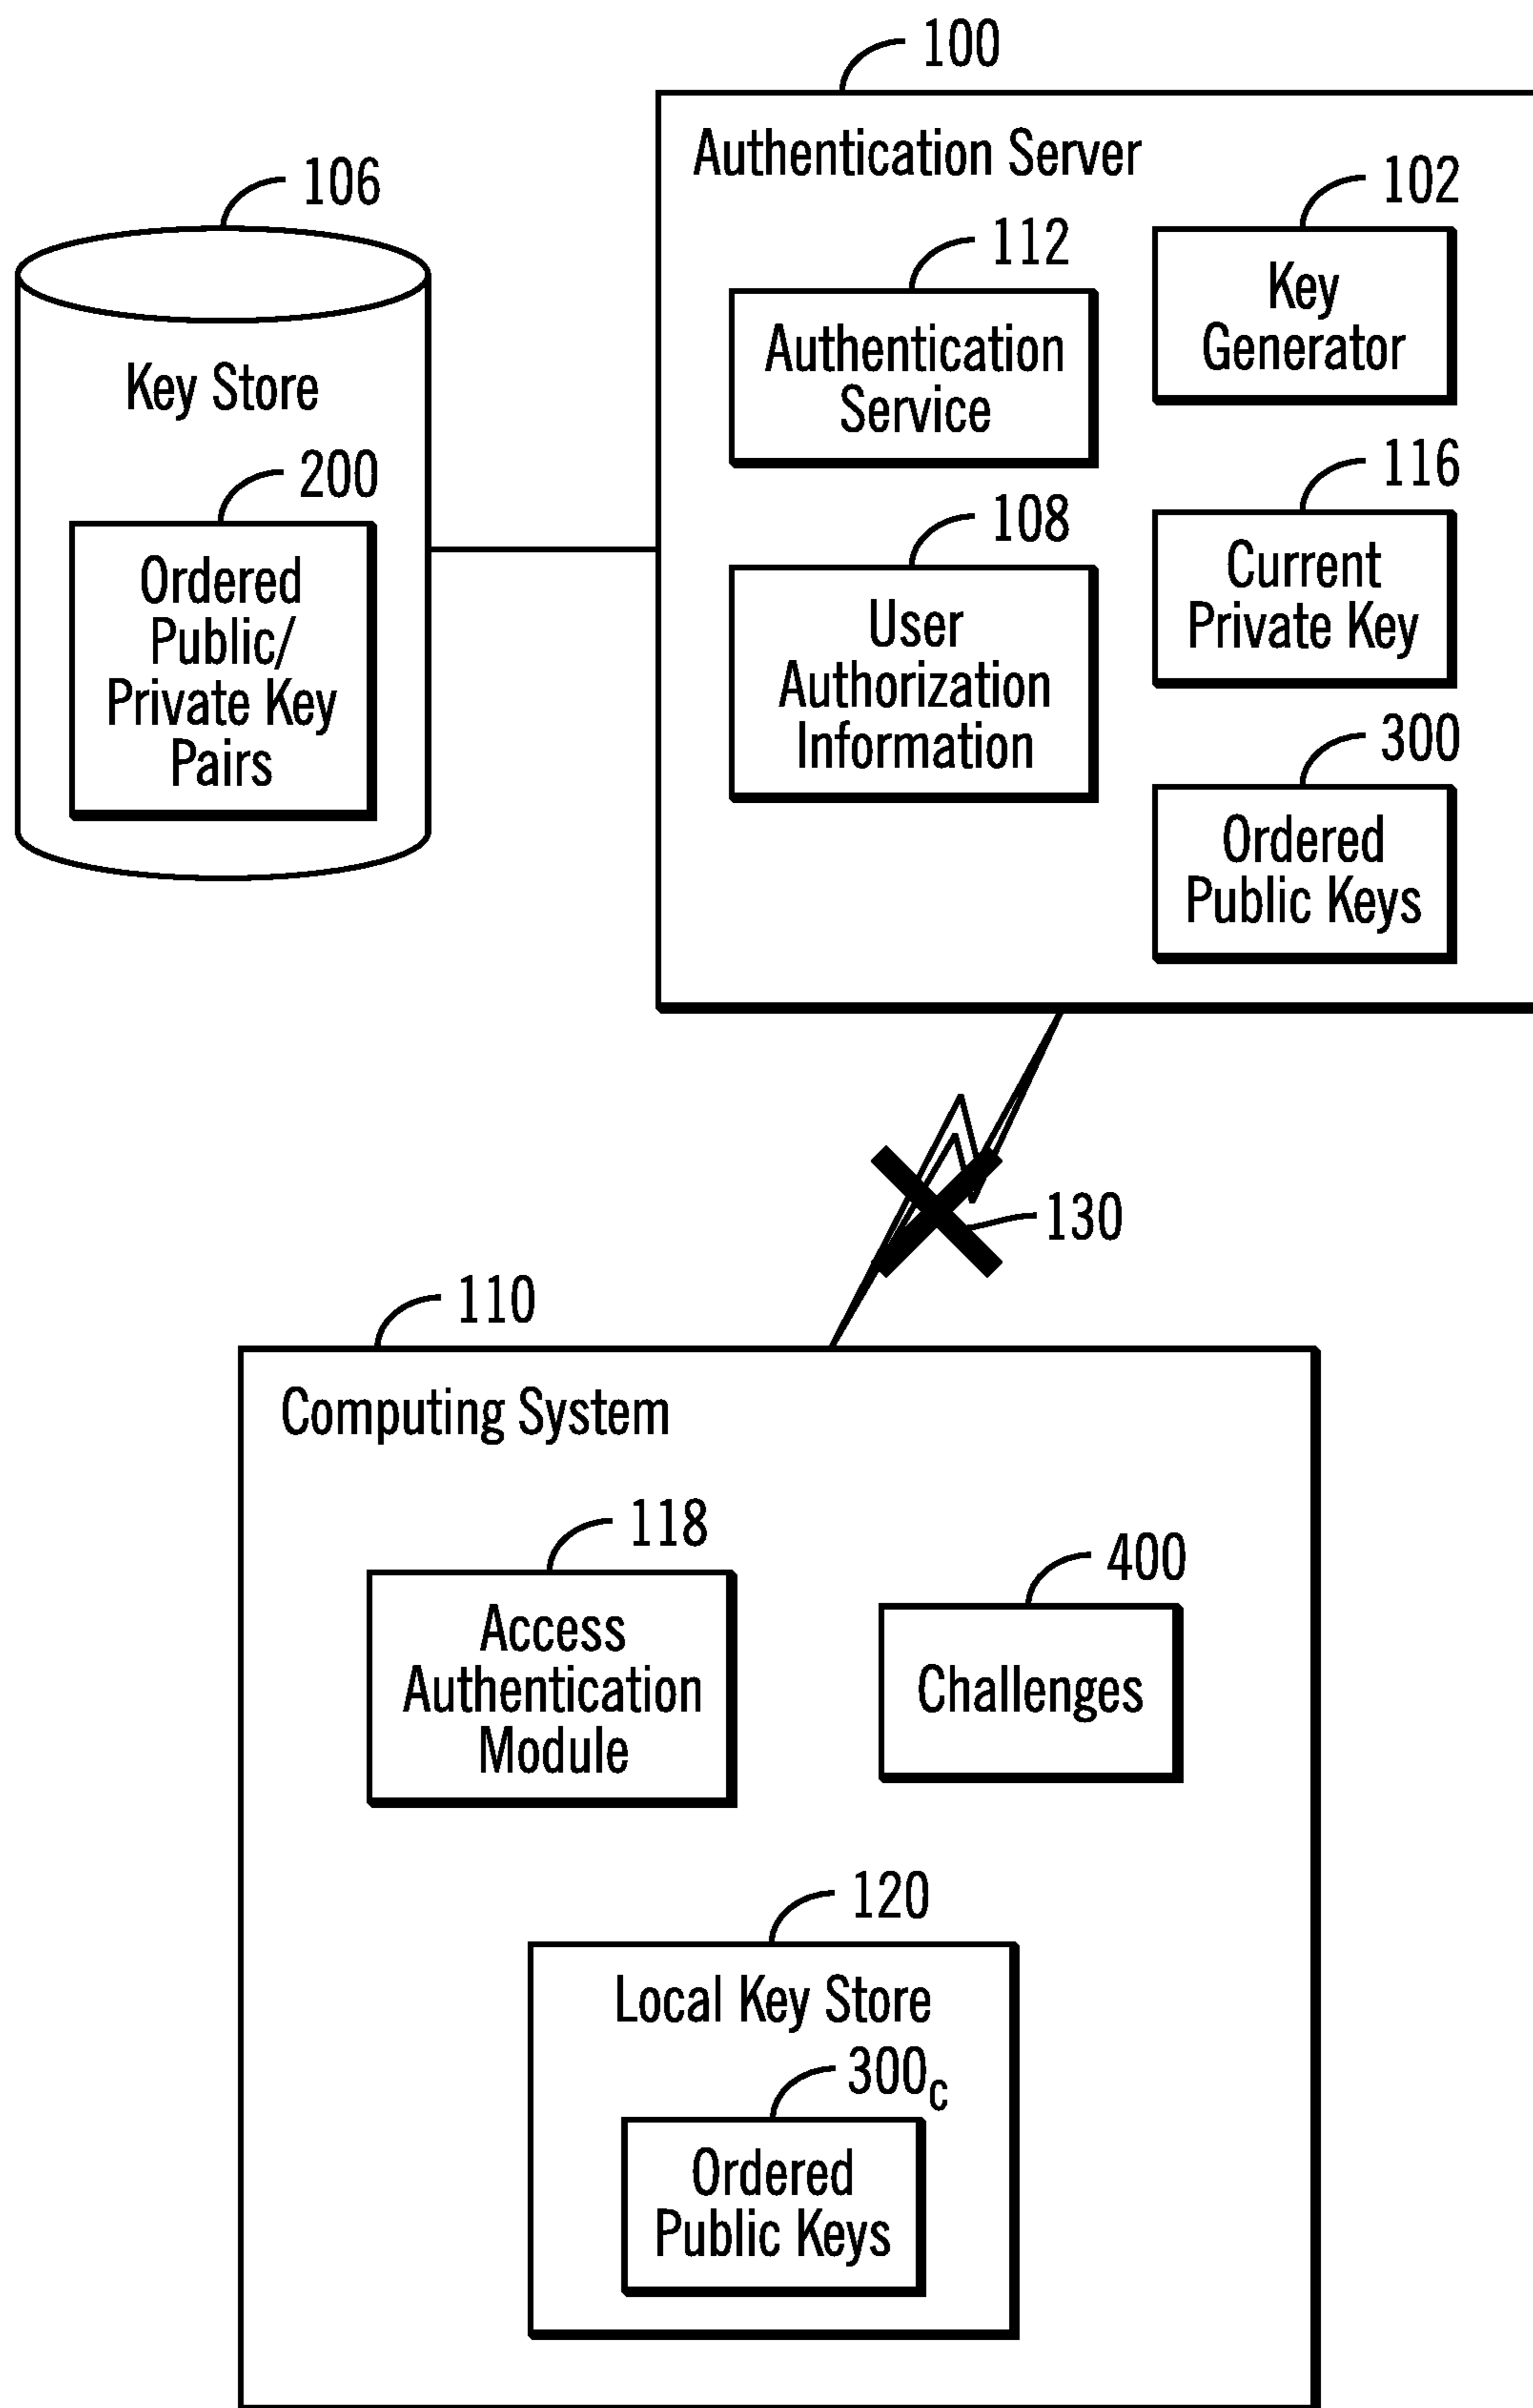 100
Authentication Server
106
102
112
Key
Generator
Authentication
Service
Key Store
200
116
108
Ordered
Public/
Private Key
Pairs
Current
Private Key
User
Authorization
Information
300
Ordered
Public Keys
130
110
Computing System
118
400
Access
Authentication
Module
Challenges
120
Local Key Store
300C
Ordered
Public Keys